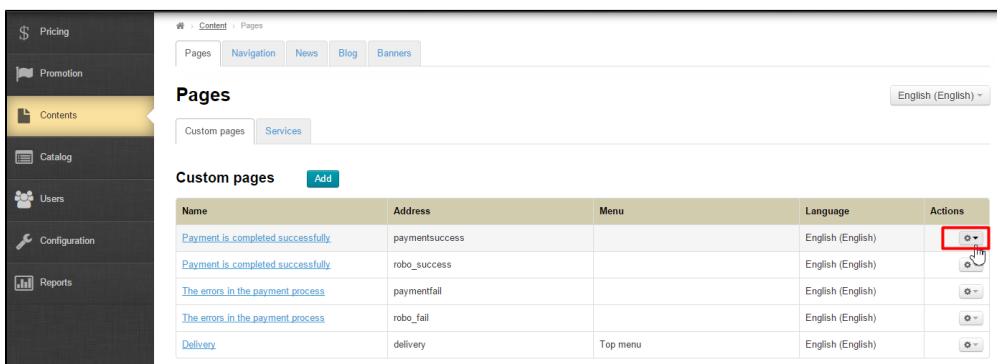 Pricing
Promotion
Contents
Catalog
Users
Configuration
Reports
Content › Pages
Pages Navigation News Blog Banners
Pages
English (English)
Custom pages Services
Custom pages Add
Name Address Menu Language Actions
Payment is completed successfully paymentsuccess English (English)
Payment is completed successfully robo_success English (English)
The errors in the payment process paymentfail English (English)
The errors in the payment process robo_fail English (English)
Delivery delivery Top menu English (English)